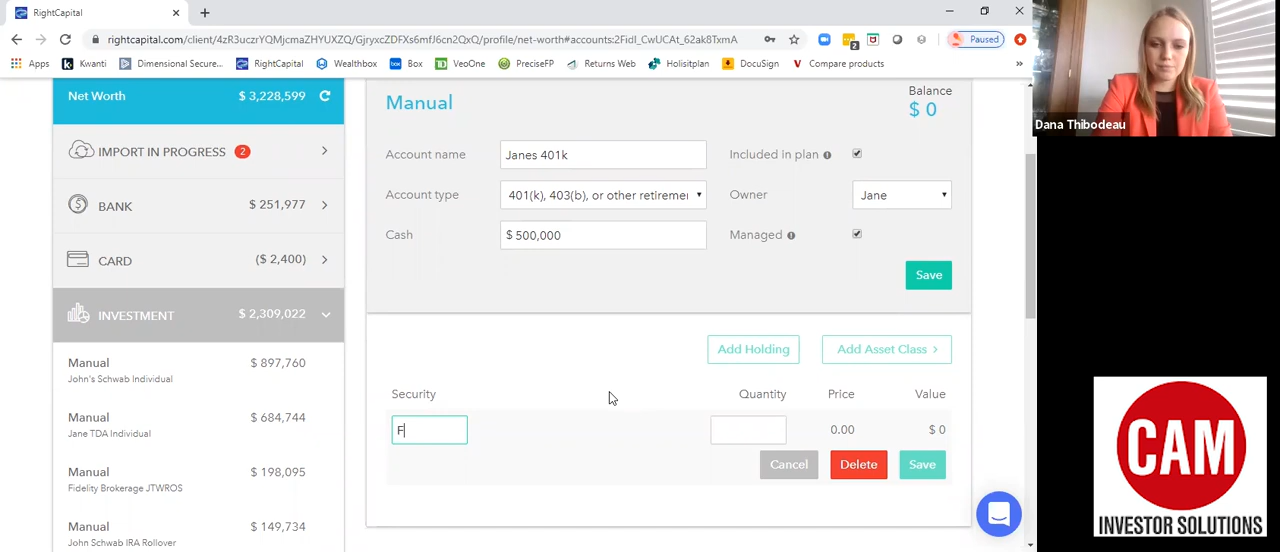 RightCapital
rightcapital.com/client/4zR3uczrYQMjcmaZHYUXZQ/GjryxcZDFXs6mfJ6cn2QxQ/profile/net-worth#accounts:2FidI_CwUCAt_62ak8TxmA
2
Paused
Apps
Kwanti
Dimensional Secure...
RightCapital
Wealthbox
Box
VeoOne
PreciseFP
Returns Web
Holisitplan
DocuSign
Compare products
»
Net Worth $ 3,228,599
IMPORT IN PROGRESS 2
BANK $ 251,977
CARD ($ 2,400)
INVESTMENT $ 2,309,022
Manual $ 897,760
John's Schwab Individual
Manual $ 684,744
Jane TDA Individual
Manual $ 198,095
Fidelity Brokerage JTWROS
Manual $ 149,734
John Schwab IRA Rollover
Manual
Balance
$ 0
Account name Janes 401k Included in plan
Account type 401(k), 403(b), or other retiremer Owner Jane
Cash $ 500,000 Managed
Save
Add Holding Add Asset Class >
Security Quantity Price Value
F 0.00 $ 0
Cancel Delete Save
Dana Thibodeau
CAM
INVESTOR SOLUTIONS